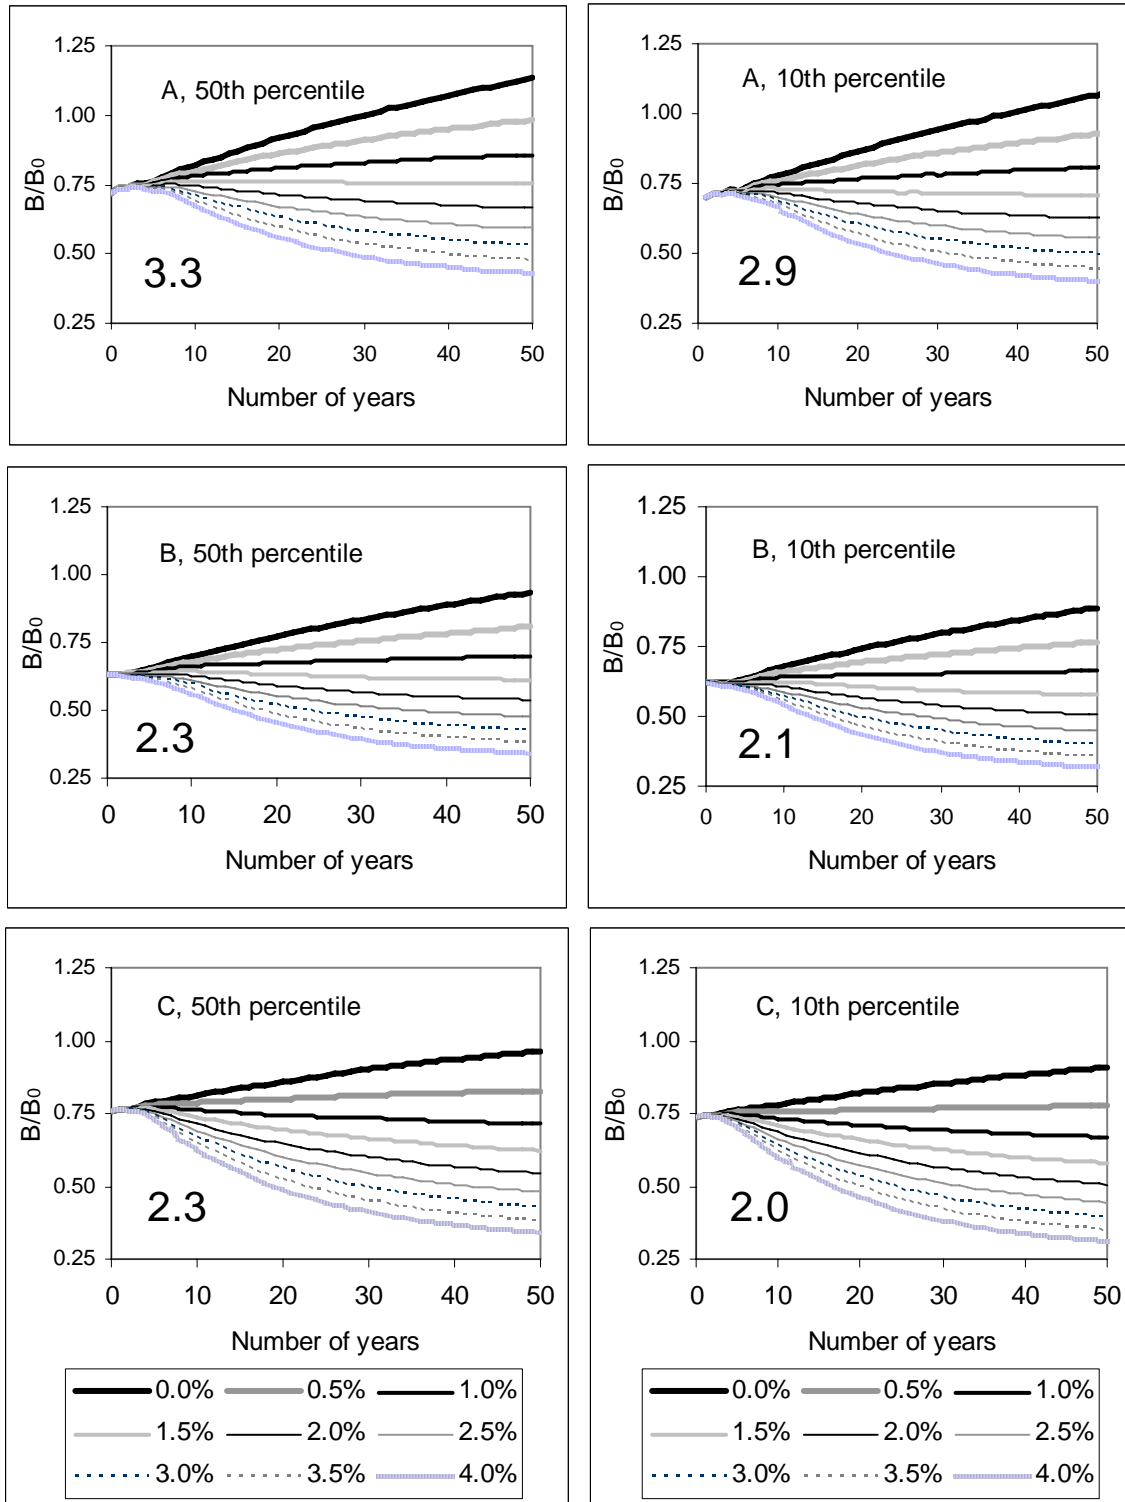 A, 50th percentile
1.25
1.00
0.75
0.50
0.25
B/B0
3.3
0 10 20 30 40 50
Number of years
A, 10th percentile
1.25
1.00
0.75
0.50
0.25
B/B0
2.9
0 10 20 30 40 50
Number of years
B, 50th percentile
1.25
1.00
0.75
0.50
0.25
B/B0
2.3
0 10 20 30 40 50
Number of years
B, 10th percentile
1.25
1.00
0.75
0.50
0.25
B/B0
2.1
0 10 20 30 40 50
Number of years
C, 50th percentile
1.25
1.00
0.75
0.50
0.25
B/B0
2.3
0 10 20 30 40 50
Number of years
0.0% 0.5% 1.0%
1.5% 2.0% 2.5%
3.0% 3.5% 4.0%
C, 10th percentile
1.25
1.00
0.75
0.50
0.25
B/B0
2.0
0 10 20 30 40 50
Number of years
0.0% 0.5% 1.0%
1.5% 2.0% 2.5%
3.0% 3.5% 4.0%